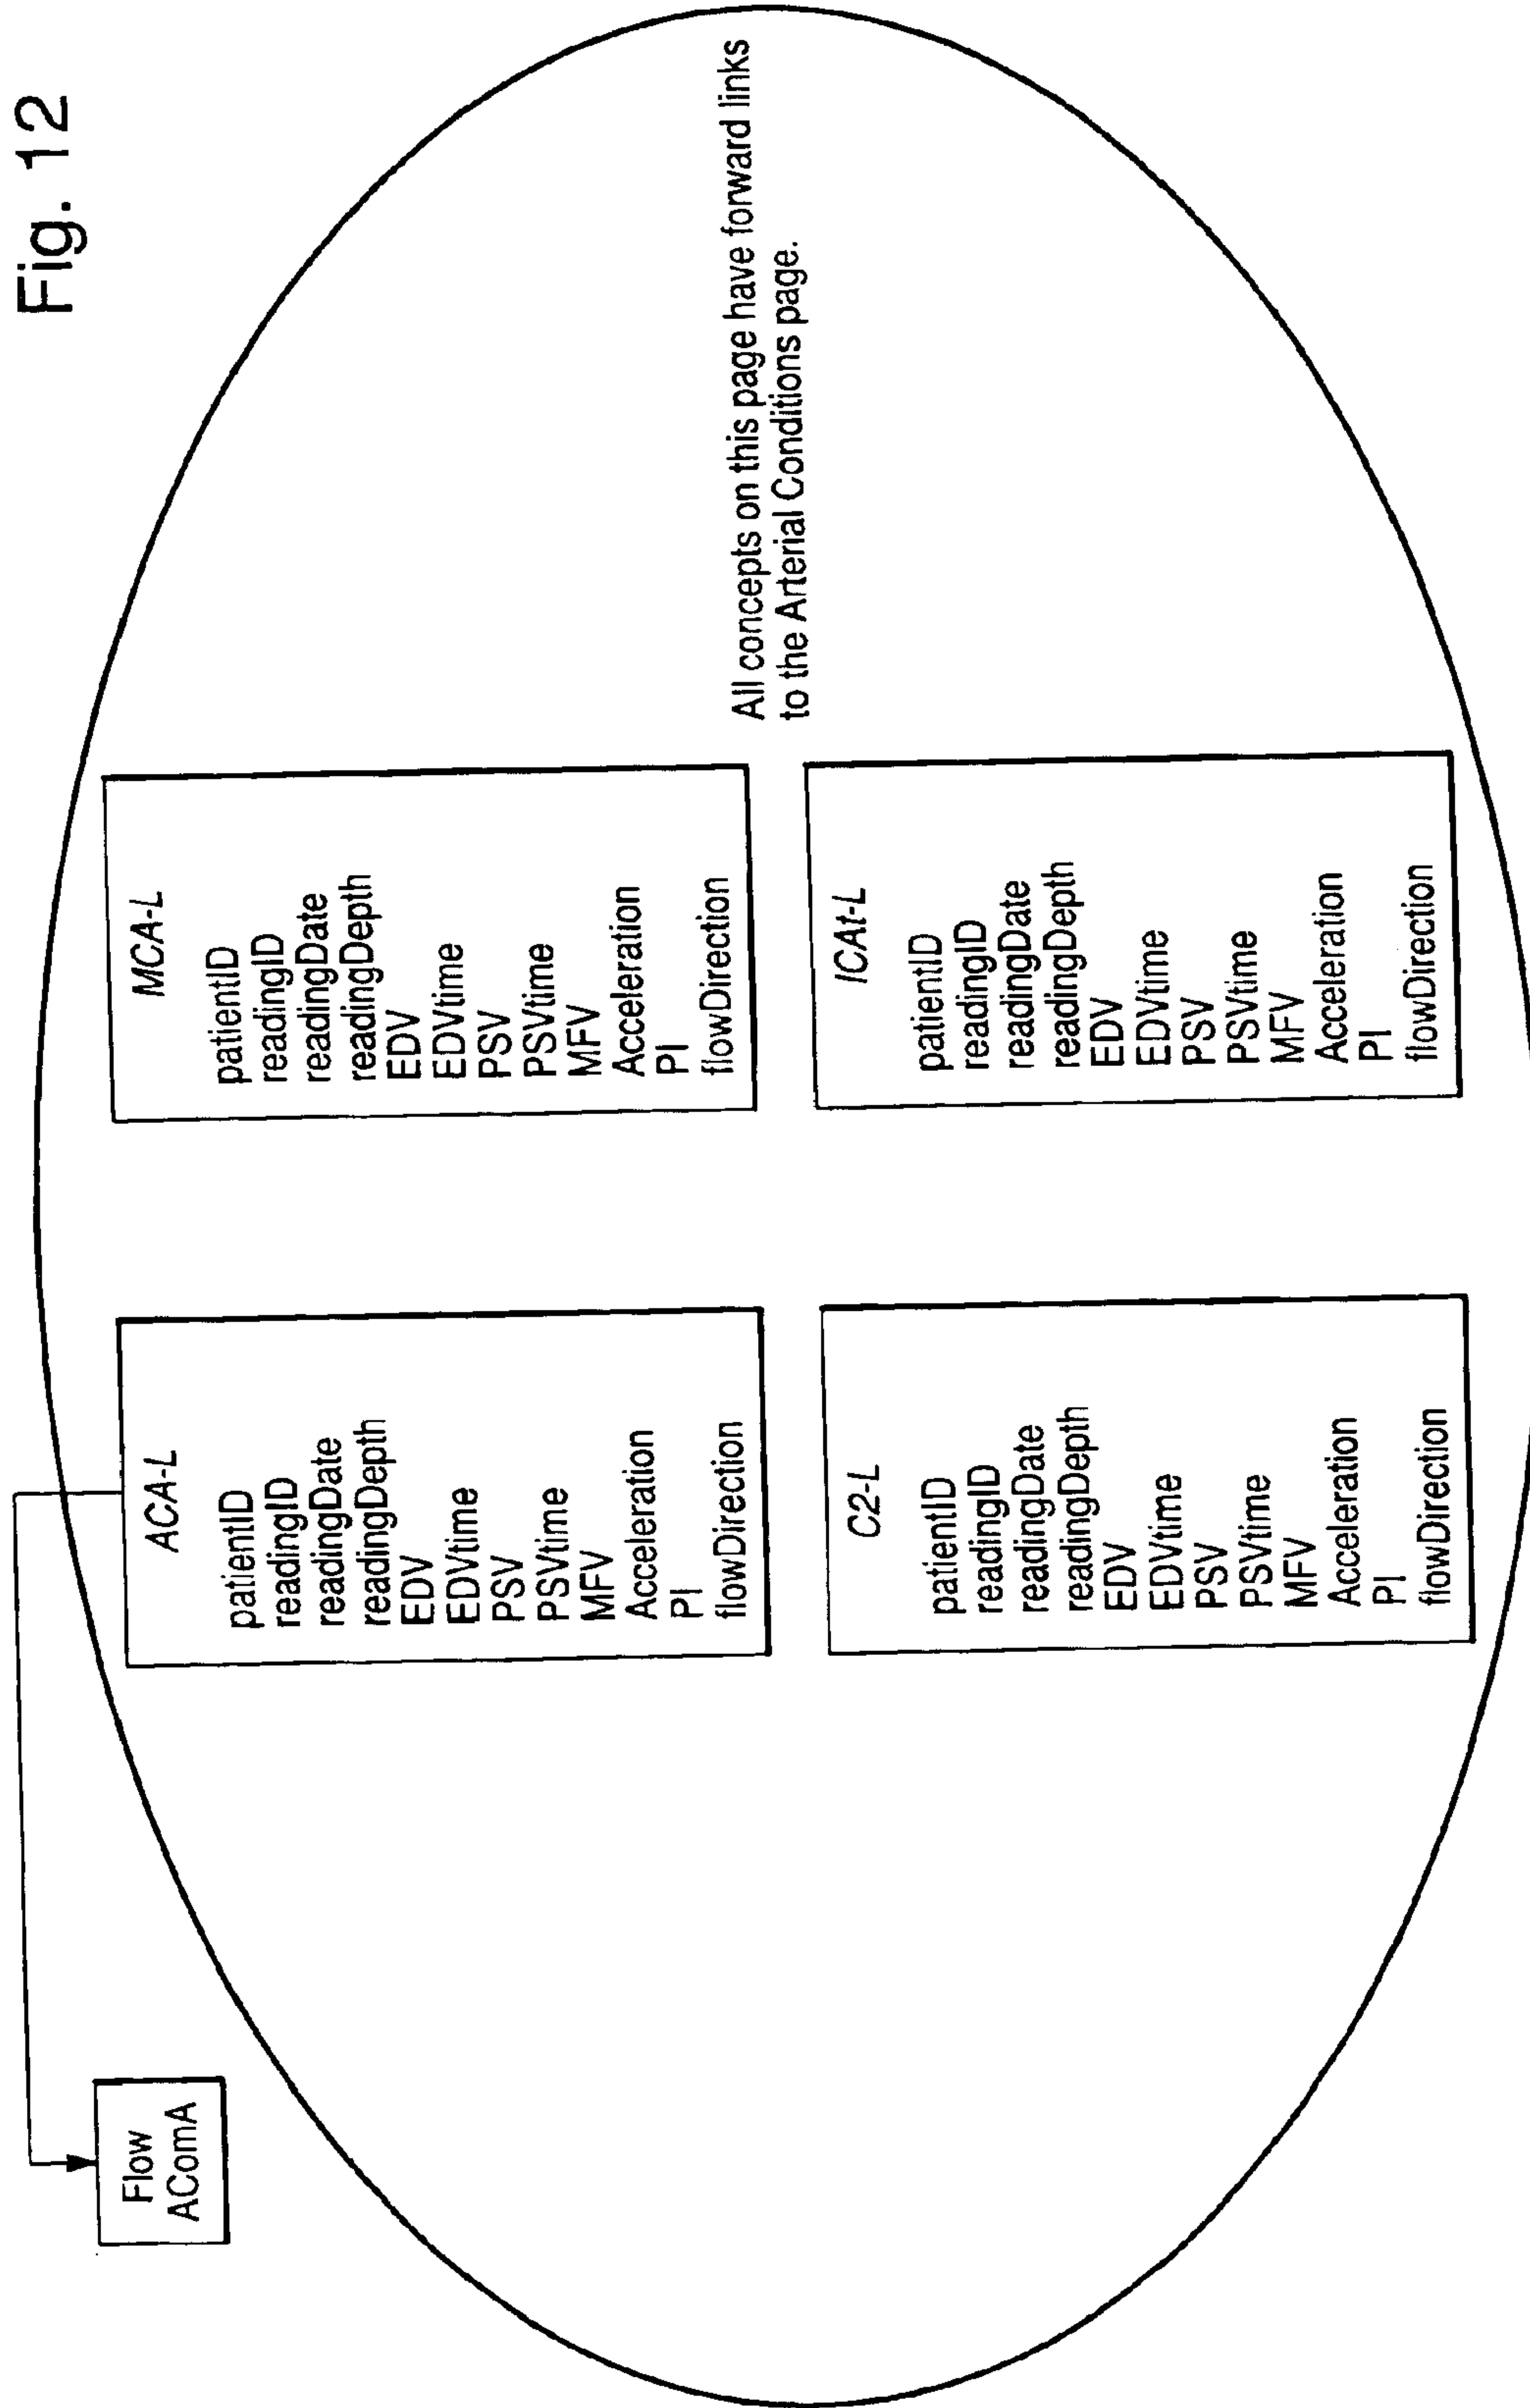 Fig. 12
Flow
AComA
ACA-L
patientID
readingID
readingDate
readingDepth
EDV
EDVtime
PSV
PSVtime
MFV
Acceleration
PI
flowDirection
MCA-L
patientID
readingID
readingDate
readingDepth
EDV
EDVtime
PSV
PSVtime
MFV
Acceleration
PI
flowDirection
C2-L
patientID
readingID
readingDate
readingDepth
EDV
EDVtime
PSV
PSVtime
MFV
Acceleration
PI
flowDirection
ICAt-L
patientID
readingID
readingDate
readingDepth
EDV
EDVtime
PSV
PSVtime
MFV
Acceleration
PI
flowDirection
All concepts on this page have forward links
to the Arterial Conditions page.